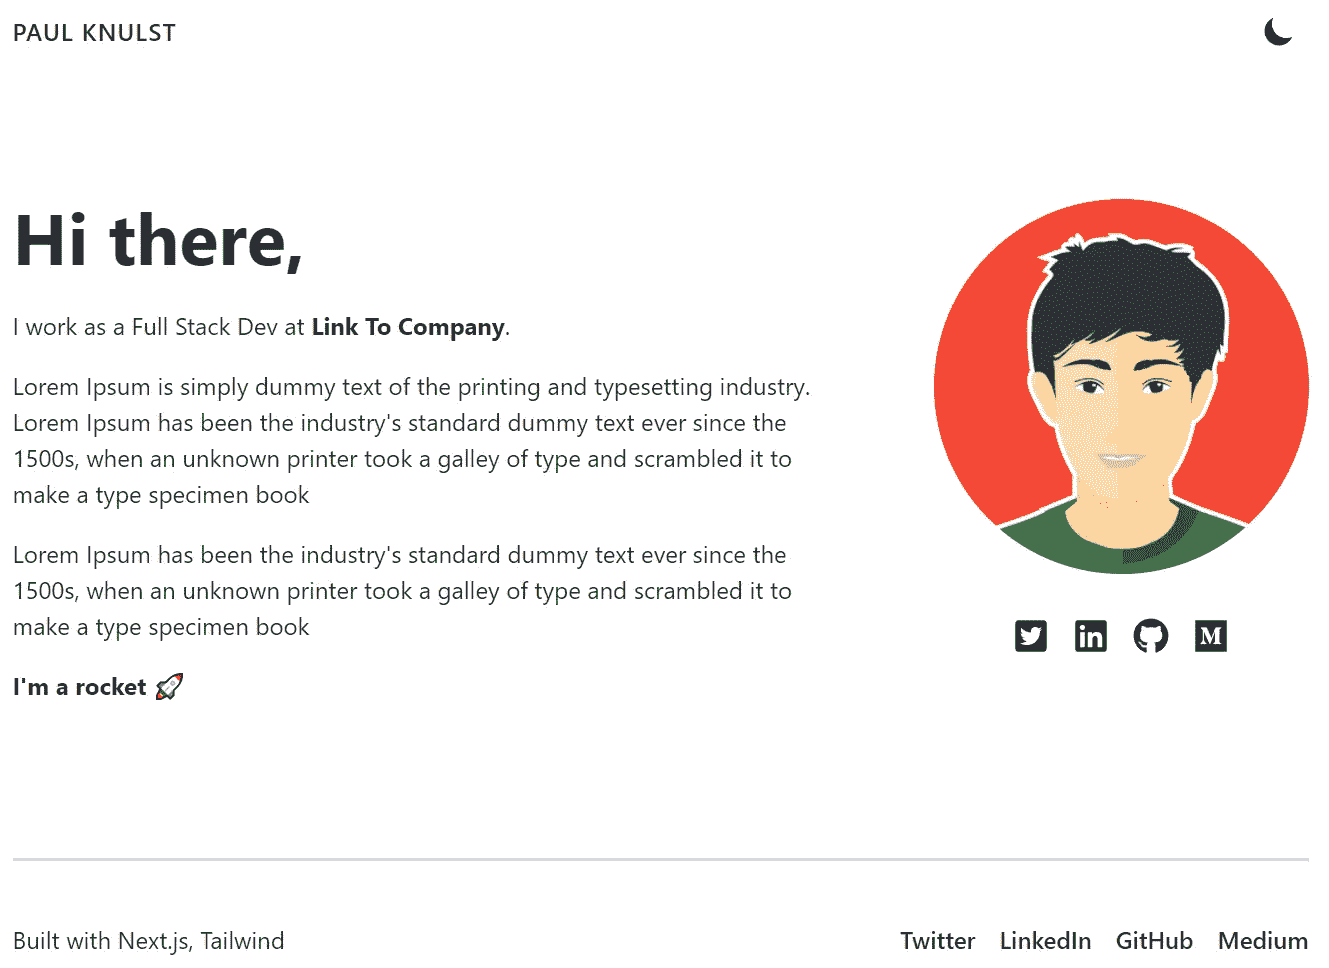 PAUL KNULST
Hi there,
I work as a Full Stack Dev at Link To Company.
Lorem Ipsum is simply dummy text of the printing and typesetting industry.
Lorem Ipsum has been the industry's standard dummy text ever since the
1500s, when an unknown printer took a galley of type and scrambled it to
make a type specimen book
Lorem Ipsum has been the industry's standard dummy text ever since the
1500s, when an unknown printer took a galley of type and scrambled it to
make a type specimen book
I'm a rocket 🚀
in
M
Built with Next.js, Tailwind
Twitter LinkedIn GitHub Medium